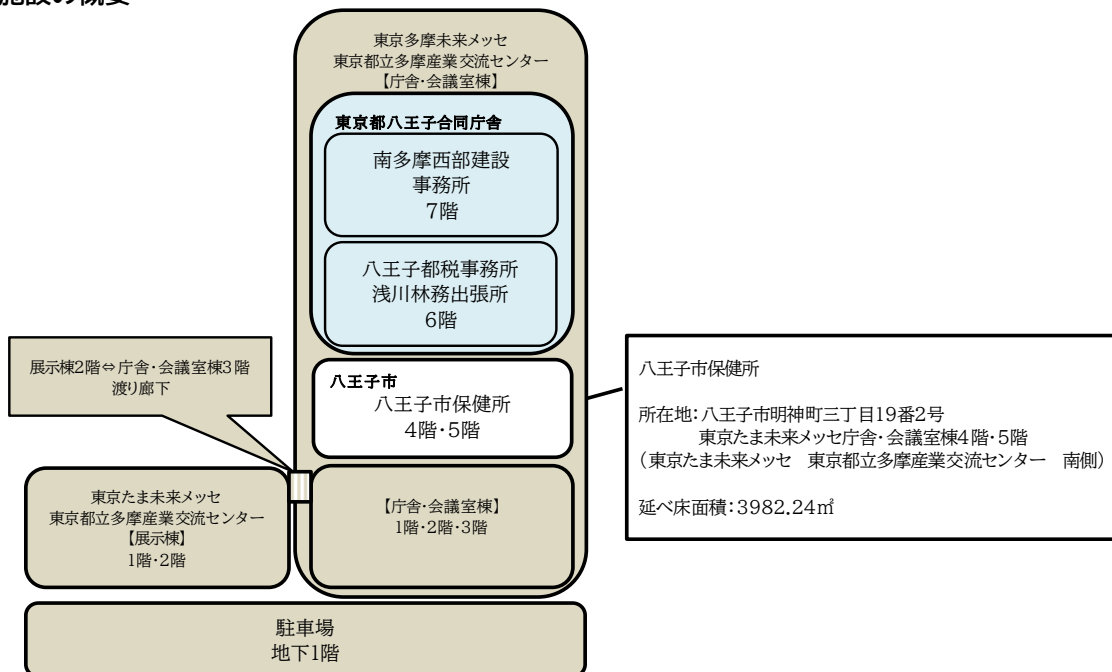 施設の概要
東京多摩未来メッセ
東京都立多摩産業交流センター
【庁舎・会議室棟】
東京都八王子合同庁舎
南多摩西部建設
事務所
7階
八王子都税事務所
浅川林務出張所
6階
展示棟2階⇔庁舎・会議室棟3階
渡り廊下
八王子市
八王子市保健所
4階・5階
八王子市保健所
所在地:八王子市明神町三丁目19番2号
東京たま未来メッセ庁舎・会議室棟4階・5階
(東京たま未来メッセ 東京都立多摩産業交流センター 南側)
延べ床面積:3982.24㎡
東京たま未来メッセ
東京都立多摩産業交流センター
【展示棟】
1階・2階
【庁舎・会議室棟】
1階・2階・3階
駐車場
地下1階